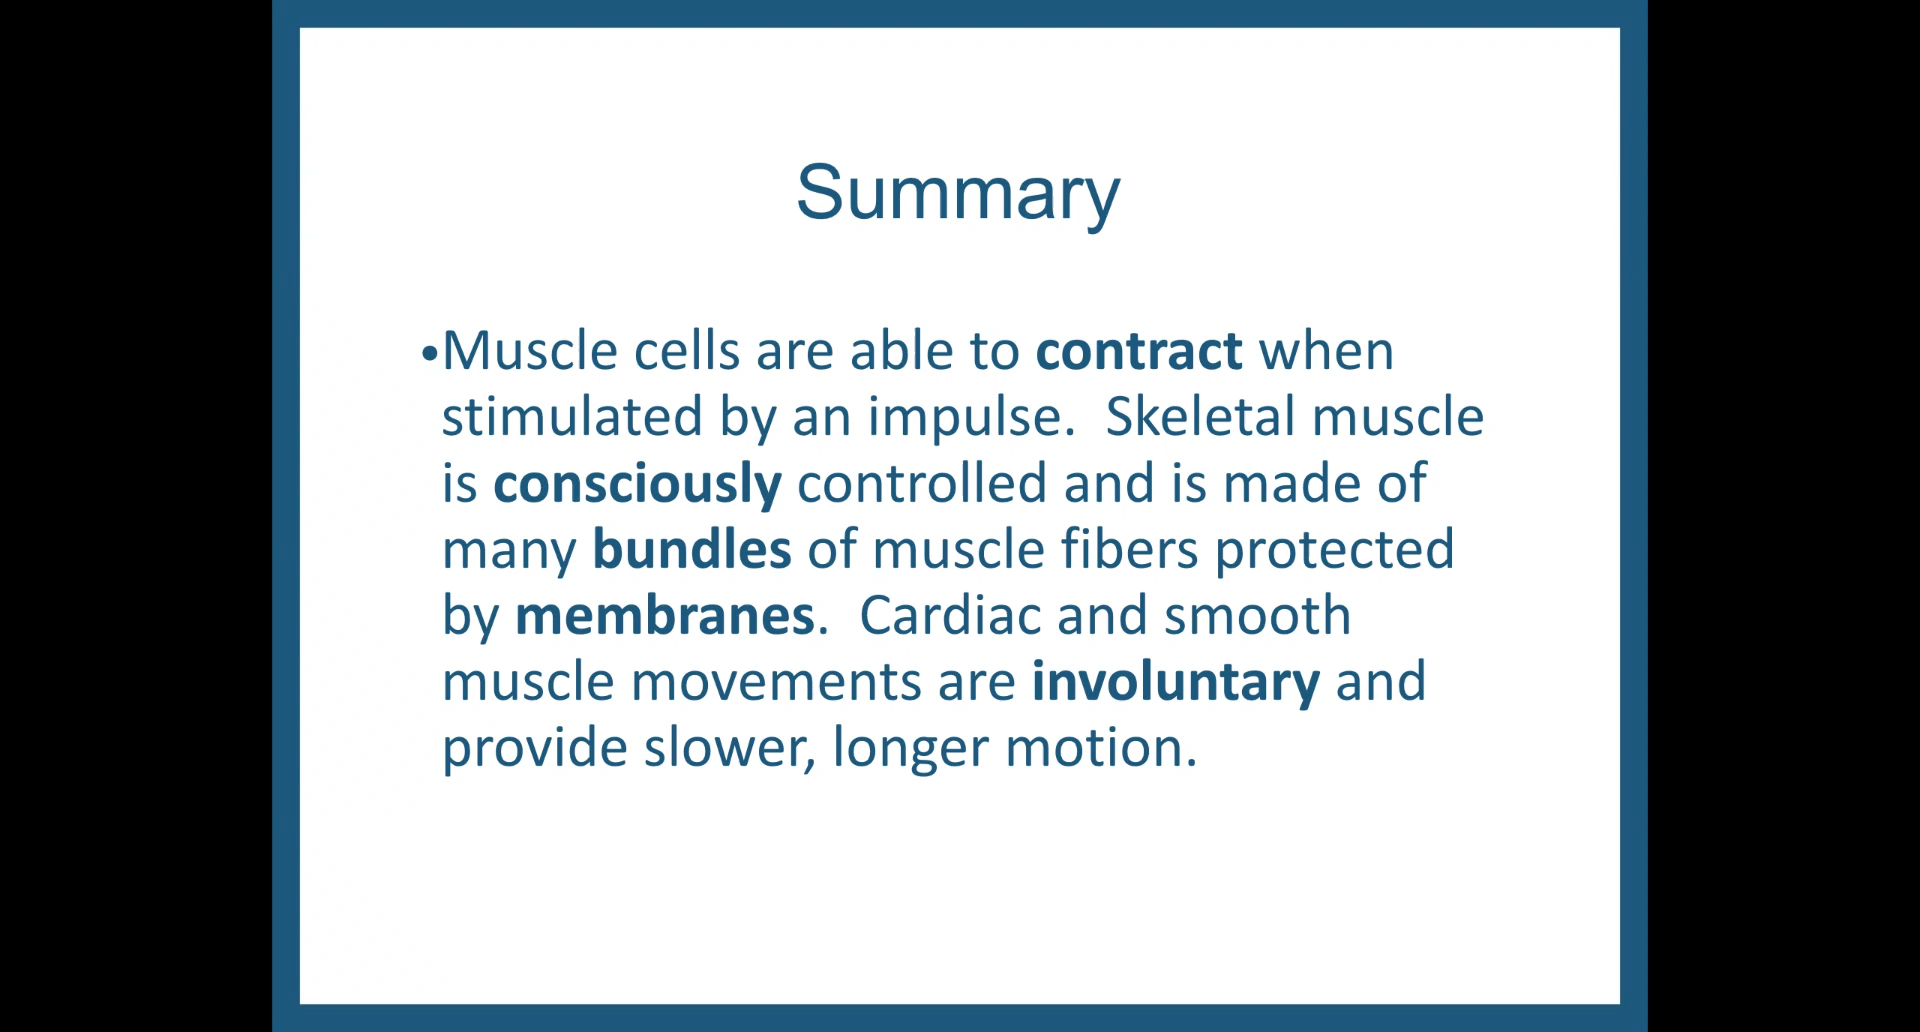 Summary
•Muscle cells are able to contract when
stimulated by an impulse.  Skeletal muscle
is consciously controlled and is made of
many bundles of muscle fibers protected
by membranes.  Cardiac and smooth
muscle movements are involuntary and
provide slower, longer motion.